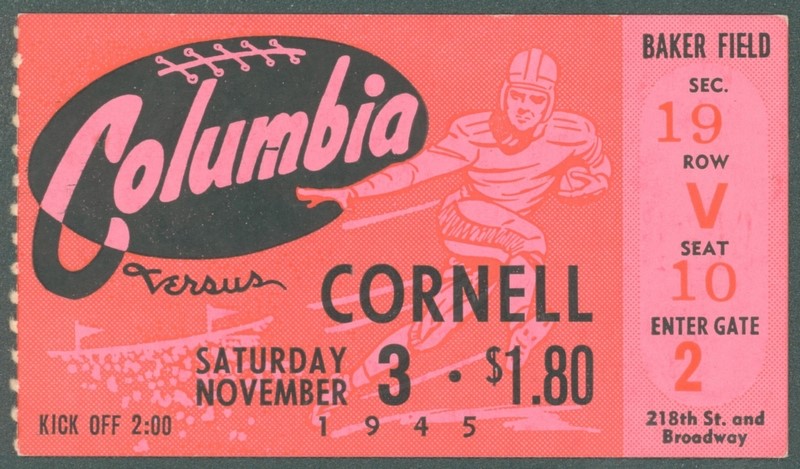 Columbia
Versus
CORNELL
SATURDAY
NOVEMBER 3 · $1.80
KICK OFF 2:00
1945
BAKER FIELD
SEC.
19
ROW
V
SEAT
10
ENTER GATE
2
218th St. and
Broadway